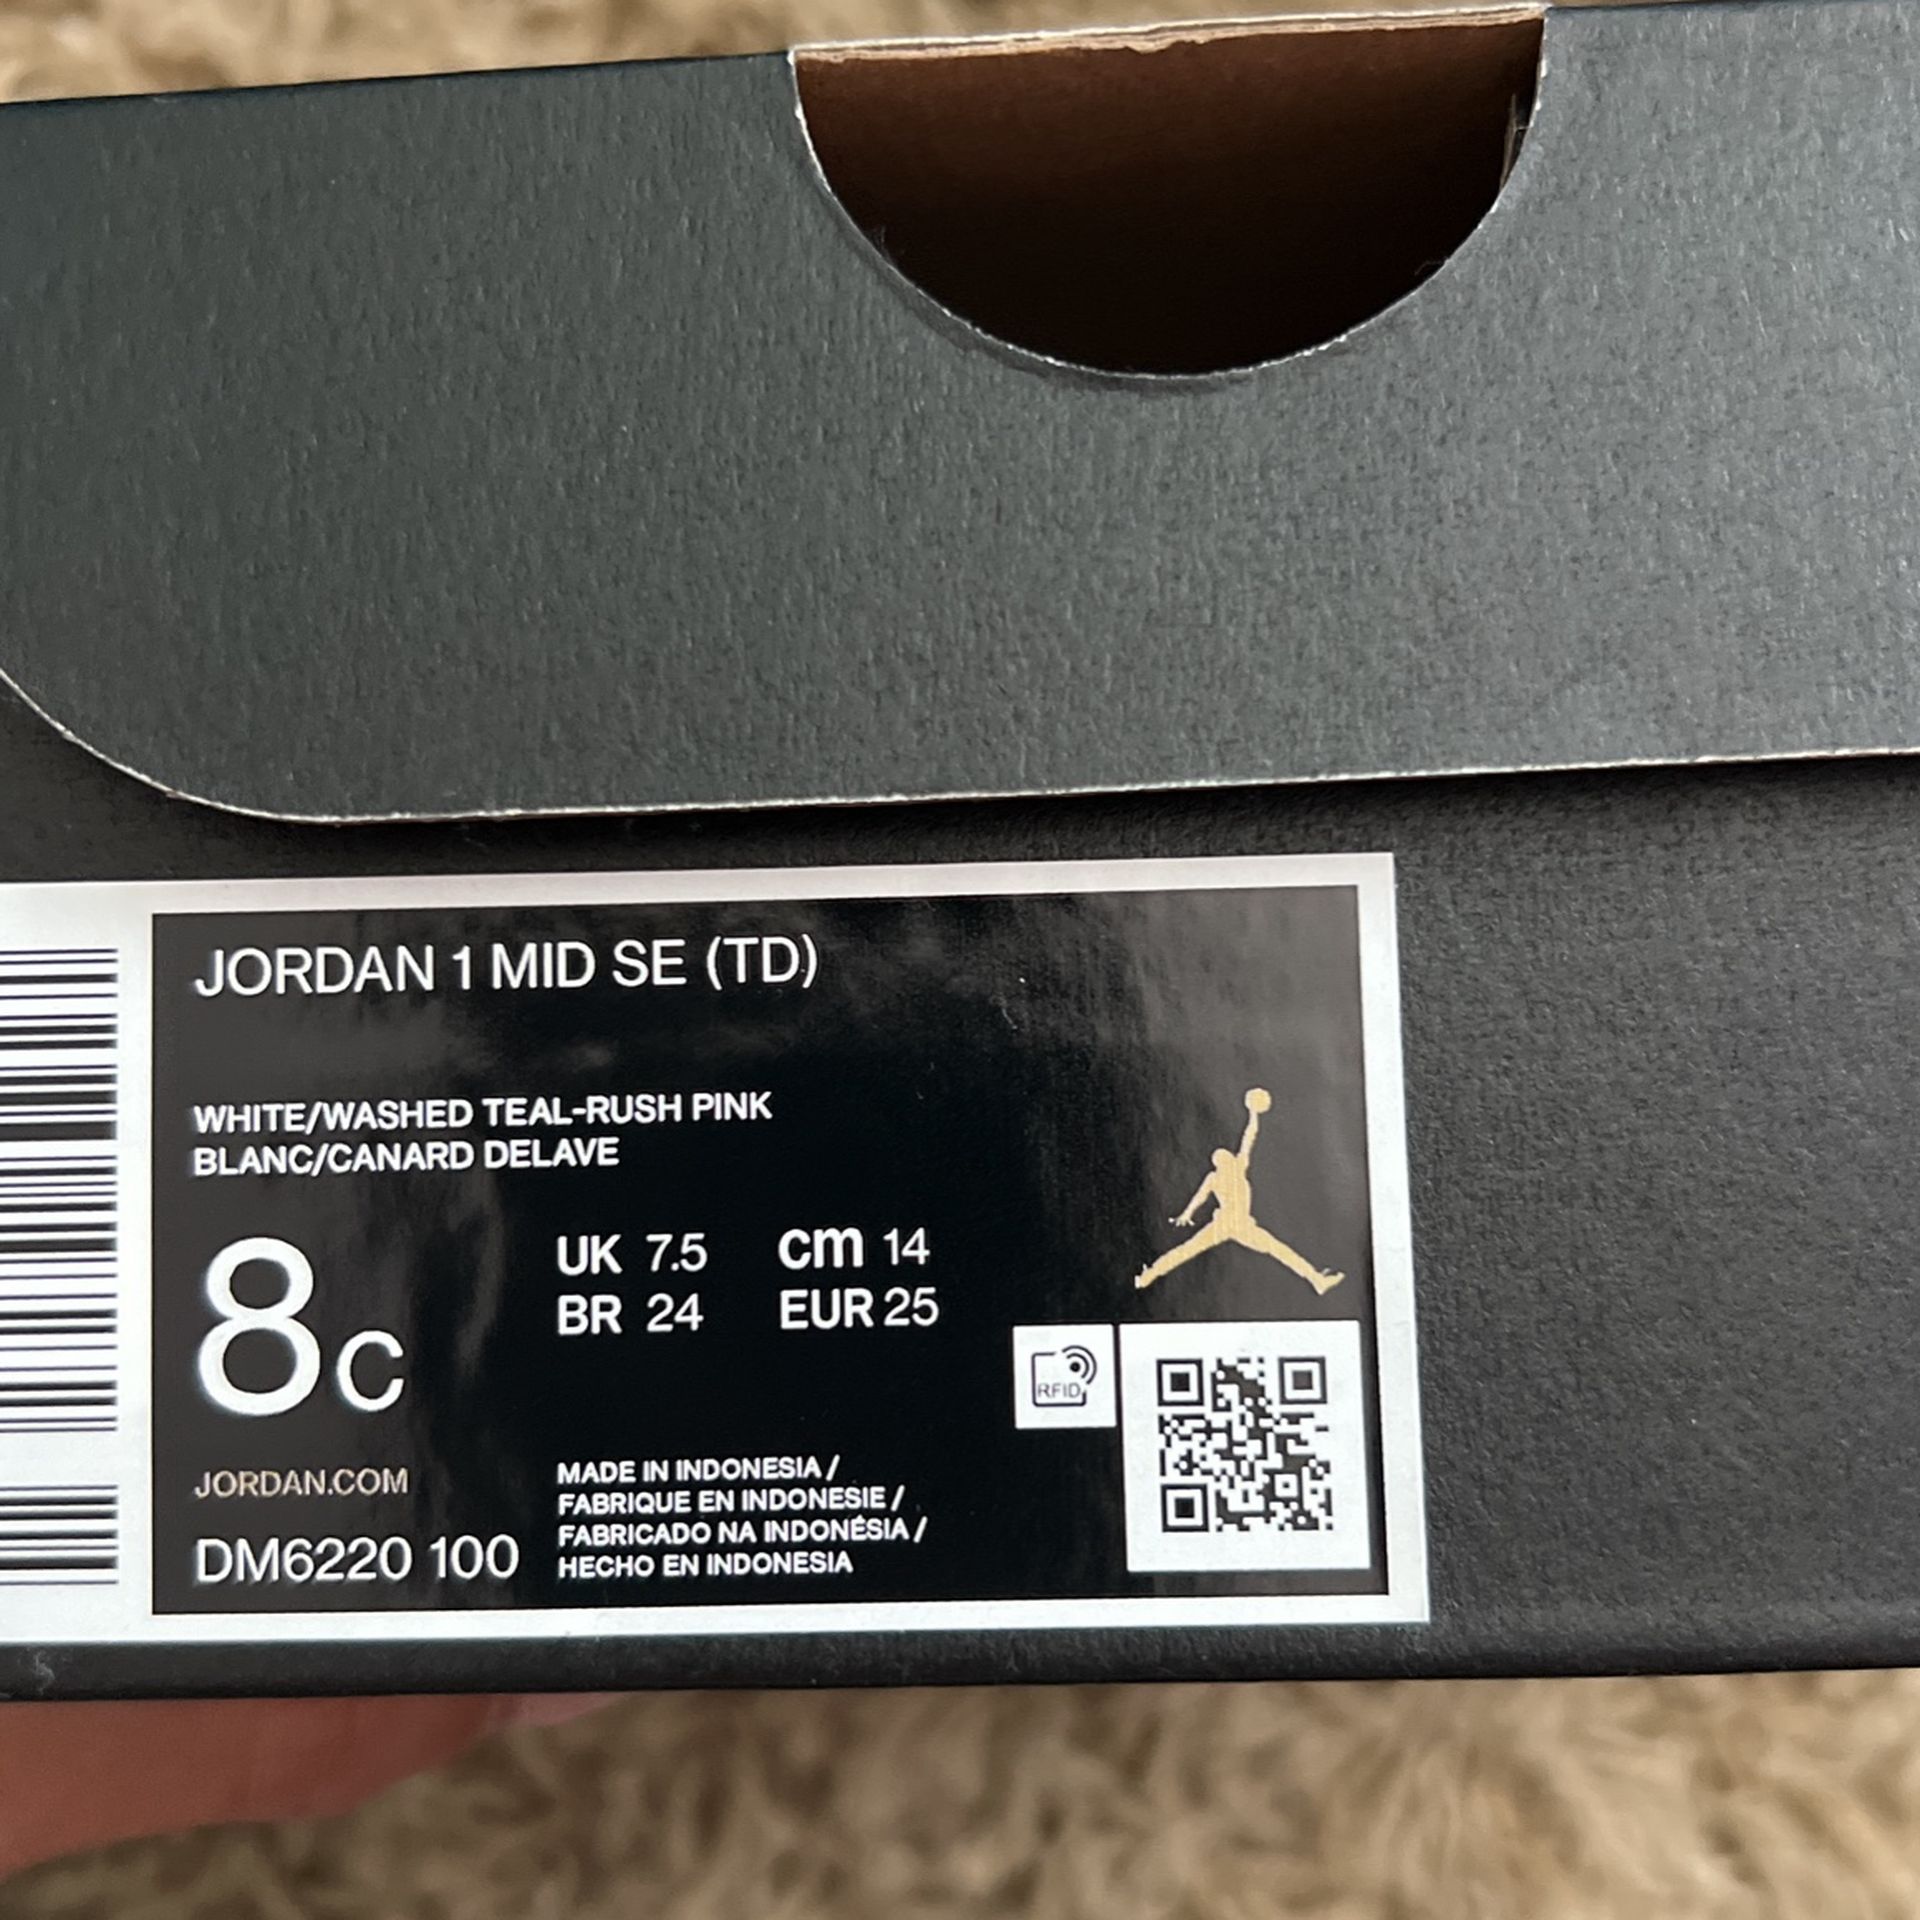 JORDAN 1 MID SE (TD)
WHITE/WASHED TEAL-RUSH PINK
BLANC/CANARD DELAVE
8C
UK 7.5 cm 14
BR 24 EUR 25
RFID
JORDAN.COM
DM6220 100
MADE IN INDONESIA /
FABRIQUE EN INDONESIE /
FABRICADO NA INDONÉSIA /
HECHO EN INDONESIA